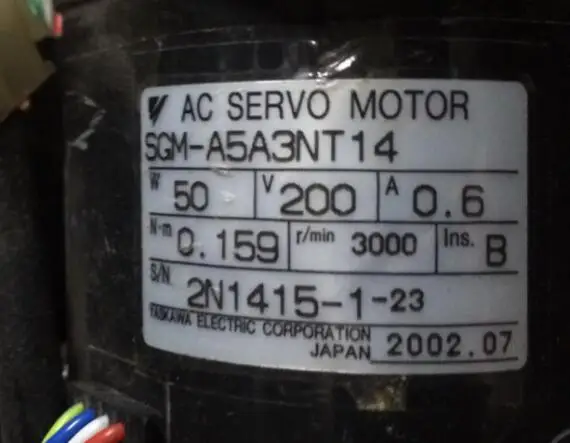 AC SERVO MOTOR
SGM-A5A3NT14
W 50 V 200 A 0.6
N·m 0.159 r/min 3000 Ins. B
S/N 2N1415-1-23
YASKAWA ELECTRIC CORPORATION
JAPAN 2002.07